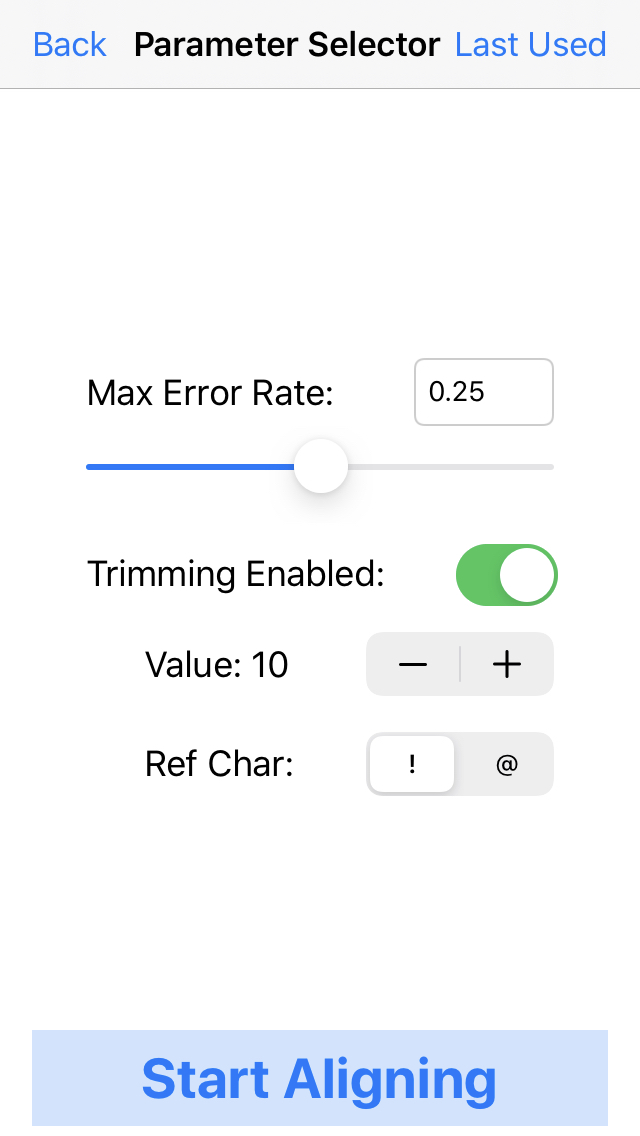 Back Parameter Selector Last Used
Max Error Rate: 0.25
Trimming Enabled:
Value: 10 − +
Ref Char: ! @
Start Aligning